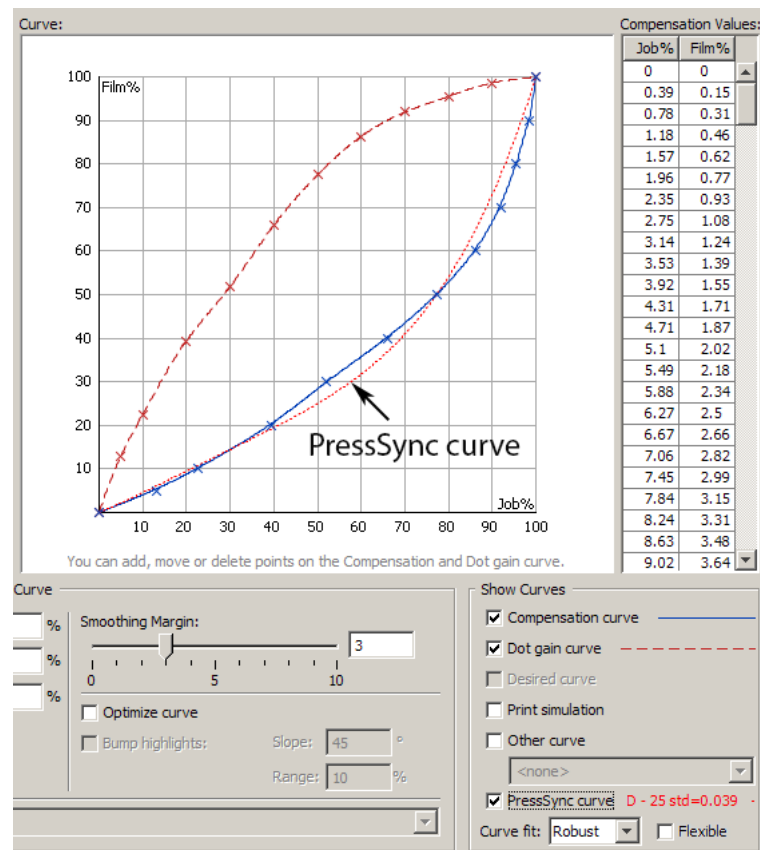 Curve:
Compensation Values:
Job% Film%
0 0
0.39 0.15
0.78 0.31
1.18 0.46
1.57 0.62
1.96 0.77
2.35 0.93
2.75 1.08
3.14 1.24
3.53 1.39
3.92 1.55
4.31 1.71
4.71 1.87
5.1 2.02
5.49 2.18
5.88 2.34
6.27 2.5
6.67 2.66
7.06 2.82
7.45 2.99
7.84 3.15
8.24 3.31
8.63 3.48
9.02 3.64
100
Film%
90
80
70
60
50
40
30
20
10
PressSync curve
Job%
10 20 30 40 50 60 70 80 90 100
You can add, move or delete points on the Compensation and Dot gain curve.
Curve
%
%
%
Smoothing Margin:
3
0 5 10
Optimize curve
Bump highlights:
Slope: 45 °
Range: 10 %
Show Curves
Compensation curve
Dot gain curve
Desired curve
Print simulation
Other curve
<none>
PressSync curve D - 25 std=0.039
Curve fit: Robust Flexible